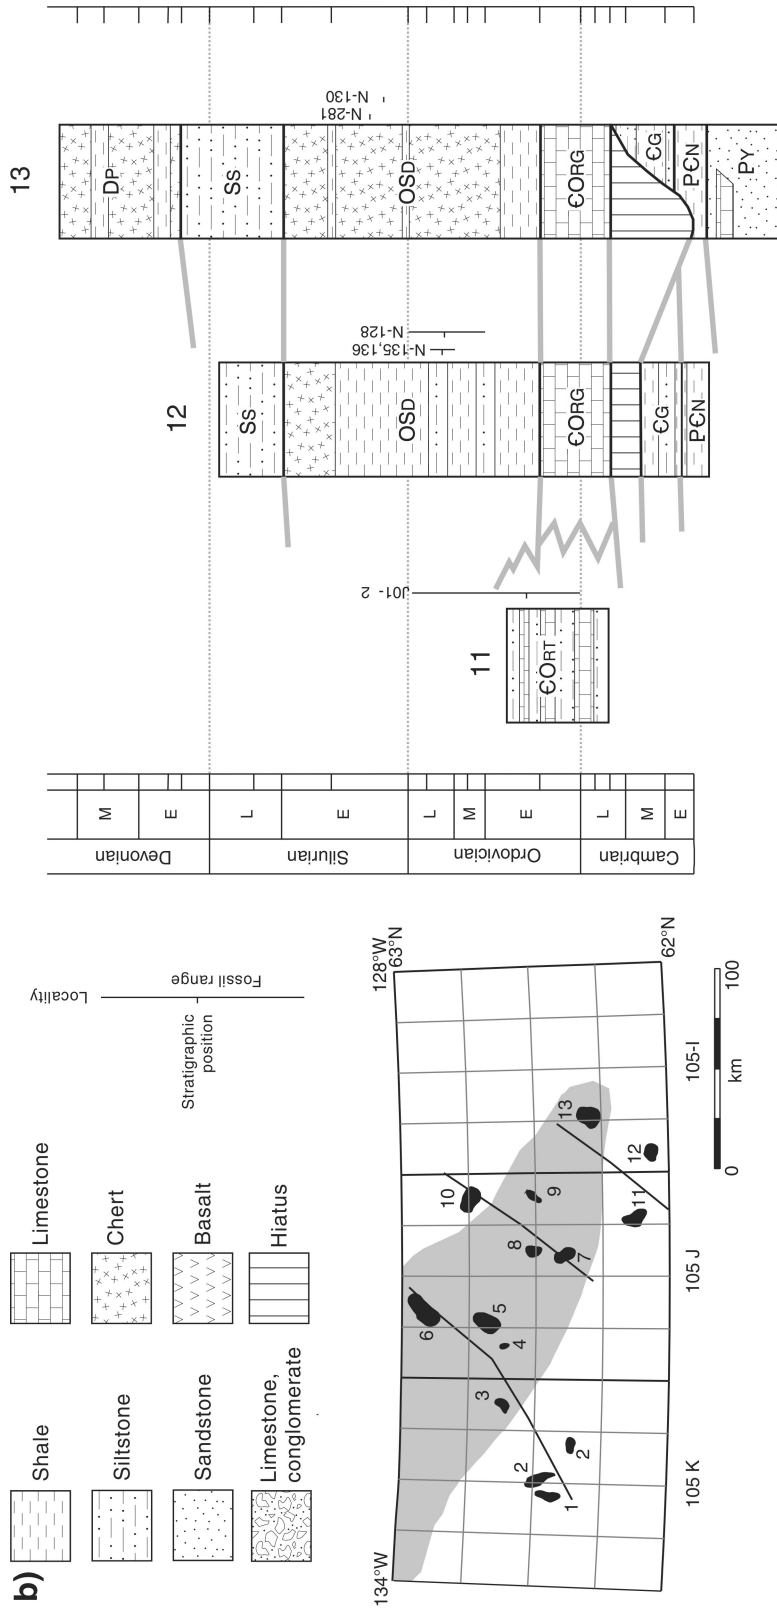 b)
Shale
Siltstone
Sandstone
Limestone,
conglomerate
Limestone
Chert
Basalt
Hiatus
Locality
Fossil range
Stratigraphic
position
134°W
128°W
63°N
62°N
1
2
2
3
4
5
6
7
8
9
10
11
12
13
105 K
105 J
105-I
0
100
km
Devonian
M
E
Silurian
L
E
Ordovician
L
M
E
Cambrian
L
M
E
11
ЄORT
J01- 2
12
Ss
OSD
ЄORG
ЄG
PЄN
N-135,136
N-128
13
DP
Ss
OSD
ЄORG
ЄG
PЄN
PY
N-281
N-130